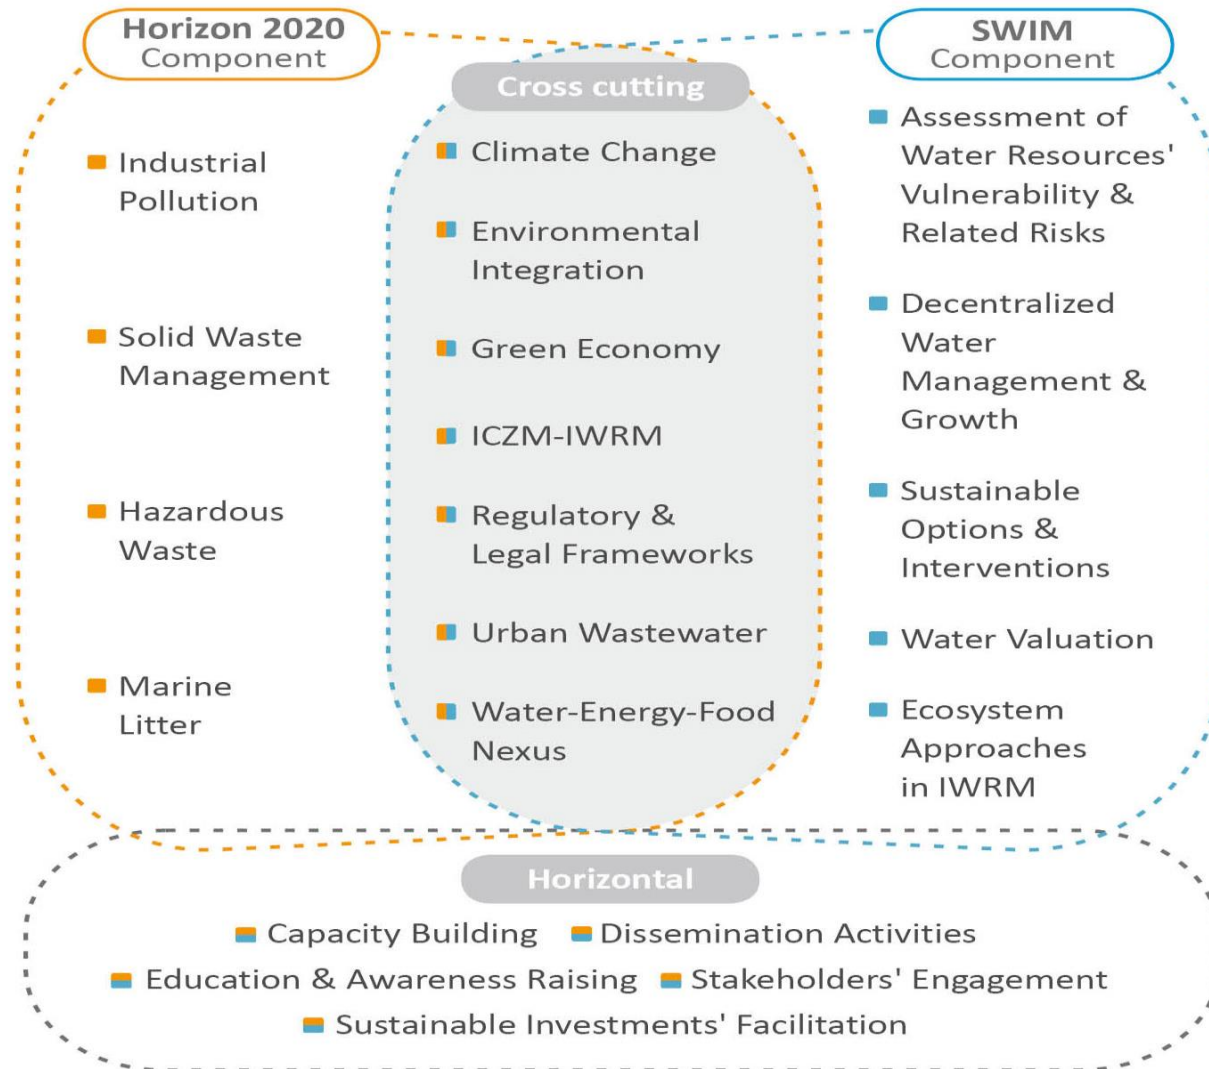 Horizon 2020
Component
Industrial
Pollution
Solid Waste
Management
Hazardous
Waste
Marine
Litter
Cross cutting
Climate Change
Environmental
Integration
Green Economy
ICZM-IWRM
Regulatory &
Legal Frameworks
Urban Wastewater
Water-Energy-Food
Nexus
SWIM
Component
Assessment of
Water Resources'
Vulnerability &
Related Risks
Decentralized
Water
Management &
Growth
Sustainable
Options &
Interventions
Water Valuation
Ecosystem
Approaches
in IWRM
Horizontal
Capacity Building Dissemination Activities
Education & Awareness Raising Stakeholders' Engagement
Sustainable Investments' Facilitation